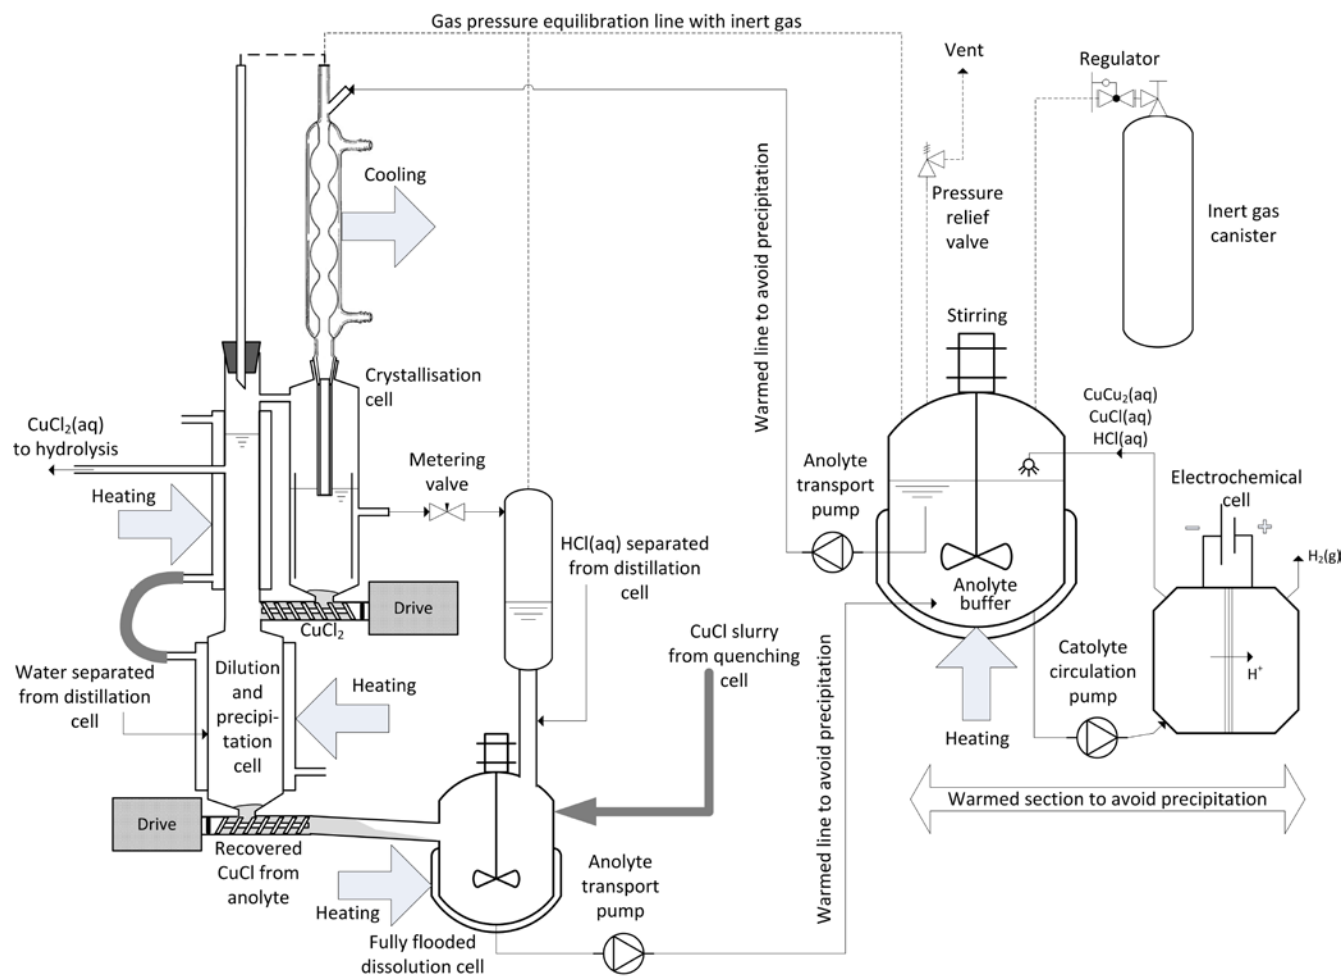 Gas pressure equilibration line with inert gas
Vent
Regulator
Cooling
Warmed line to avoid precipitation
Pressure
relief
valve
Inert gas
canister
Stirring
Crystallisation
cell
CuCl₂(aq)
to hydrolysis
Metering
valve
Heating
Anolyte
transport
pump
CuCu₂(aq)
CuCl(aq)
HCl(aq)
Electrochemical
cell
− +
H₂(g)
HCl(aq) separated
from distillation
cell
Anolyte
buffer
Drive
CuCl₂
CuCl slurry
from quenching
cell
Water separated
from distillation
cell
Dilution
and
precipi-
tation
cell
Heating
Warmed line to avoid precipitation
Catolyte
circulation
pump
H⁺
Heating
Warmed section to avoid precipitation
Drive
Recovered
CuCl from
anolyte
Heating
Anolyte
transport
pump
Fully flooded
dissolution cell